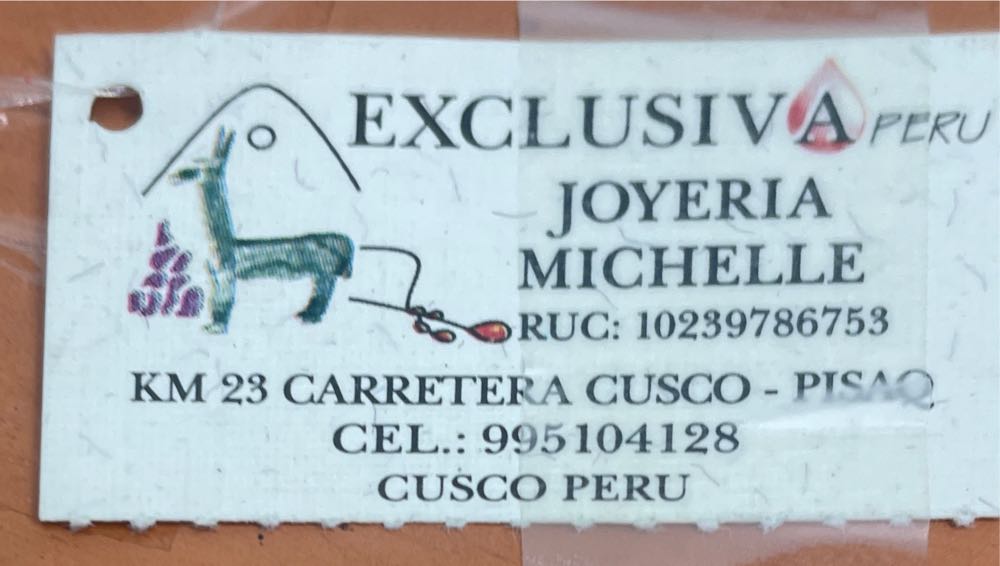 EXCLUSIVA PERU
JOYERIA
MICHELLE
RUC: 10239786753
KM 23 CARRETERA CUSCO - PISAQ
CEL.: 995104128
CUSCO PERU